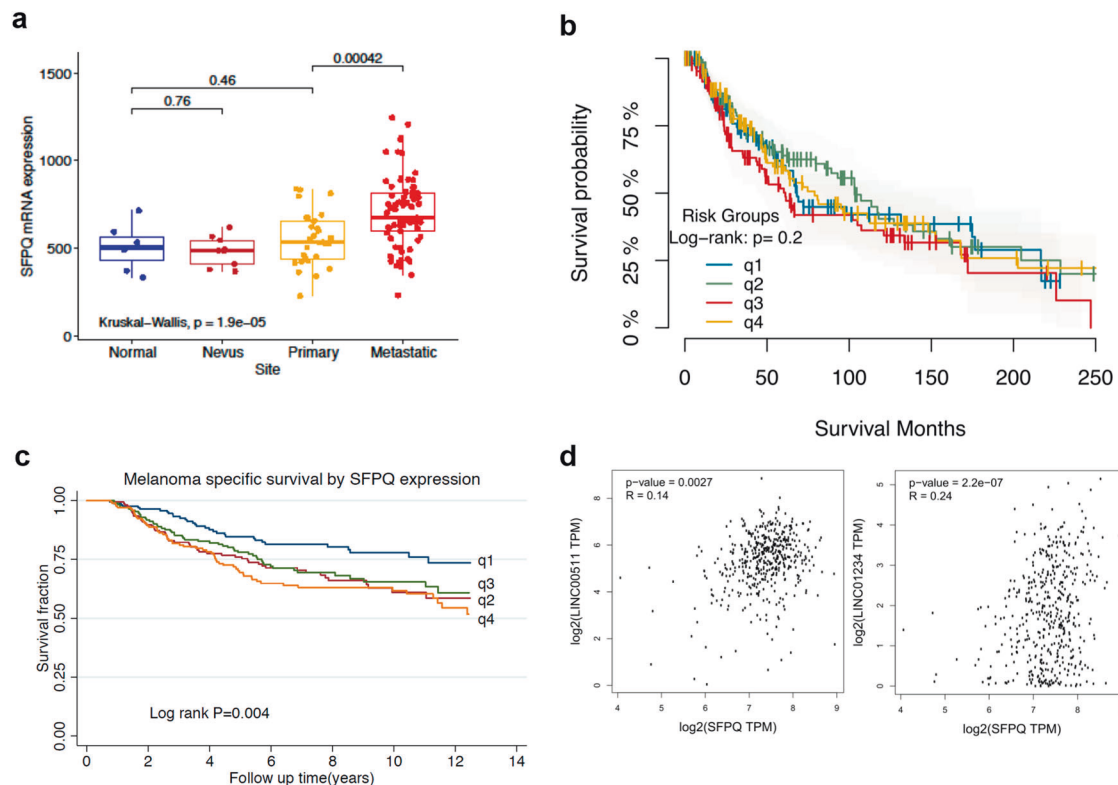 a
1500
1000
500
0
SFPQ mRNA expression
0.00042
0.46
0.76
Kruskal−Wallis, p = 1.9e−05
Normal Nevus Primary Metastatic
Site
b
Survival probability
75 %
50 %
25 %
0 %
Risk Groups
Log−rank: p= 0.2
q1
q2
q3
q4
0 50 100 150 200 250
Survival Months
c
Melanoma specific survival by SFPQ expression
Survival fraction
1.00
0.75
0.50
0.25
0.00
q1
q3
q2
q4
Log rank P=0.004
0 2 4 6 8 10 12 14
Follow up time(years)
d
p−value = 0.0027
R = 0.14
log2(LINC00511 TPM)
8
6
4
2
0
4 5 6 7 8 9
log2(SFPQ TPM)
p−value = 2.2e−07
R = 0.24
log2(LINC01234 TPM)
5
4
3
2
1
0
4 5 6 7 8
log2(SFPQ TPM)